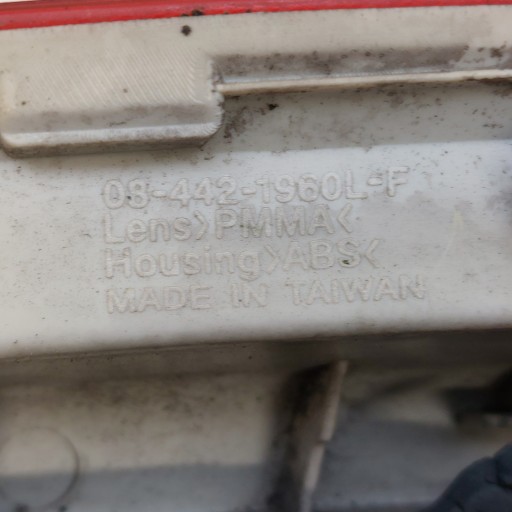 08-442-1960L-F
Lens>PMMA<
Housing>ABS<
MADE IN TAIWAN